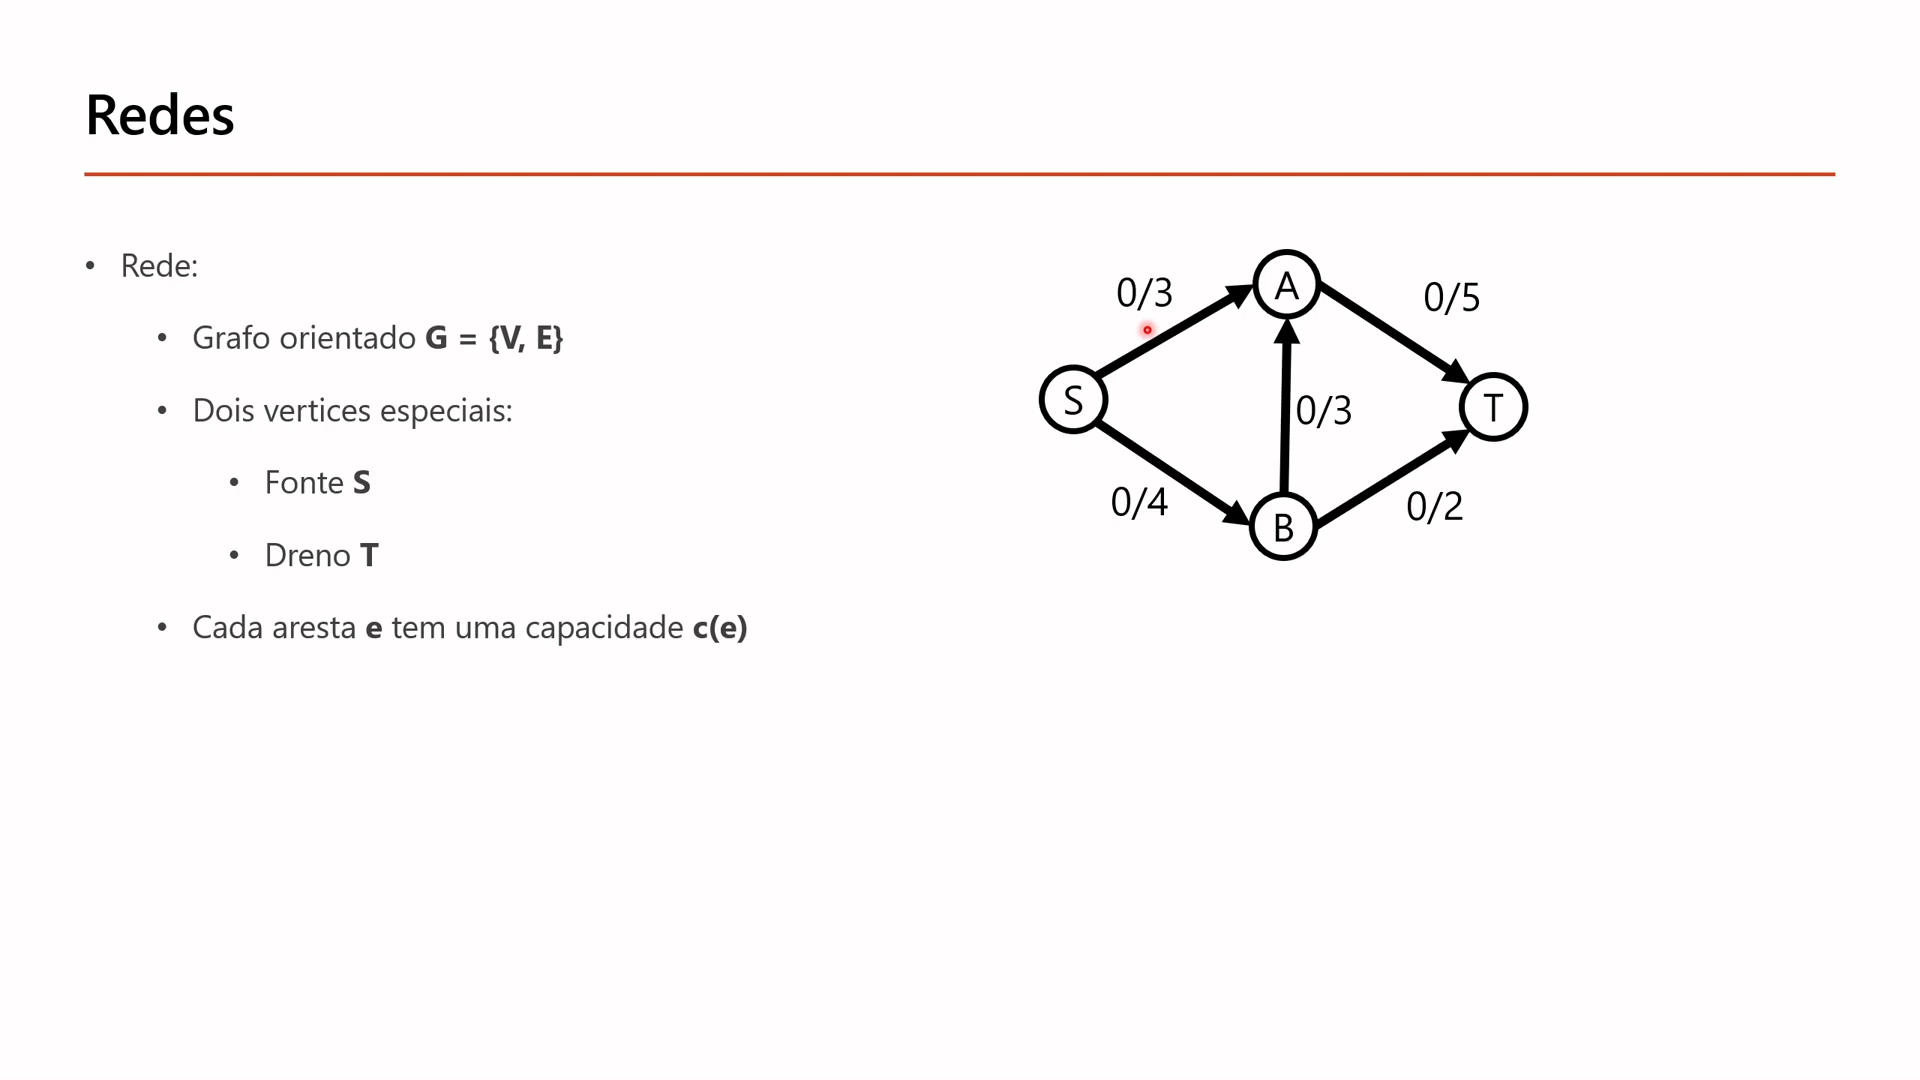 Redes
• Rede:
• Grafo orientado G = {V, E}
• Dois vertices especiais:
• Fonte S
• Dreno T
• Cada aresta e tem uma capacidade c(e)
0/3
A
0/5
S
0/3
T
0/4
B
0/2